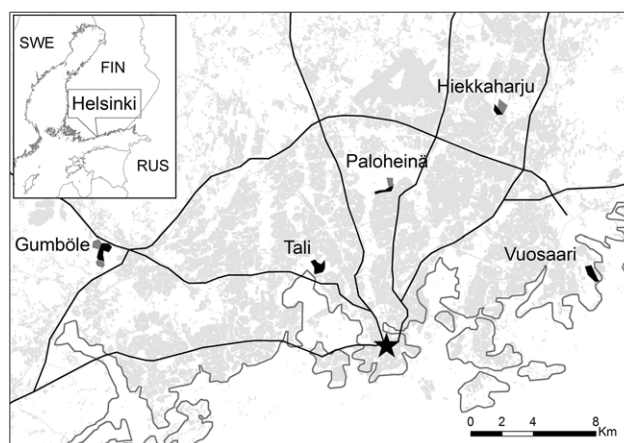 SWE
FIN
Helsinki
RUS
Hiekkaharju
Paloheinä
Gumböle
Tali
Vuosaari
0 2 4 8
Km